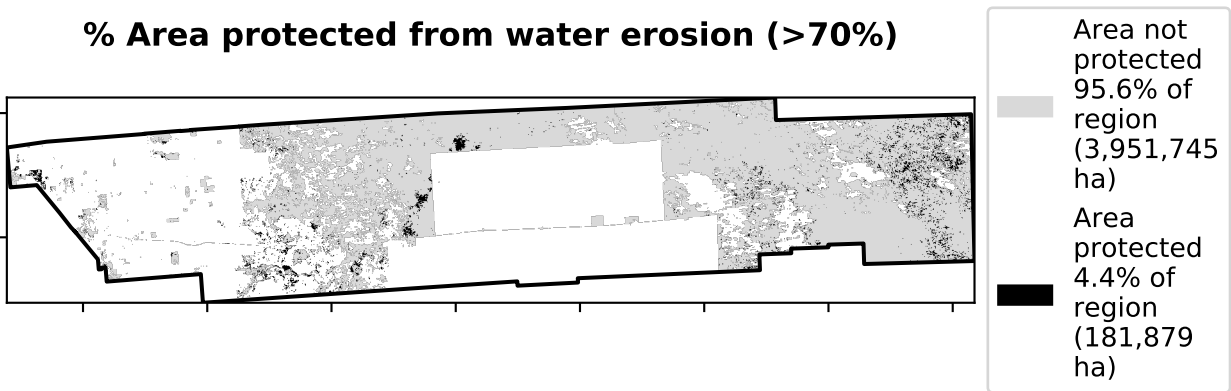 % Area protected from water erosion (>70%)
Area not
protected
95.6% of
region
(3,951,745
ha)
Area
protected
4.4% of
region
(181,879
ha)